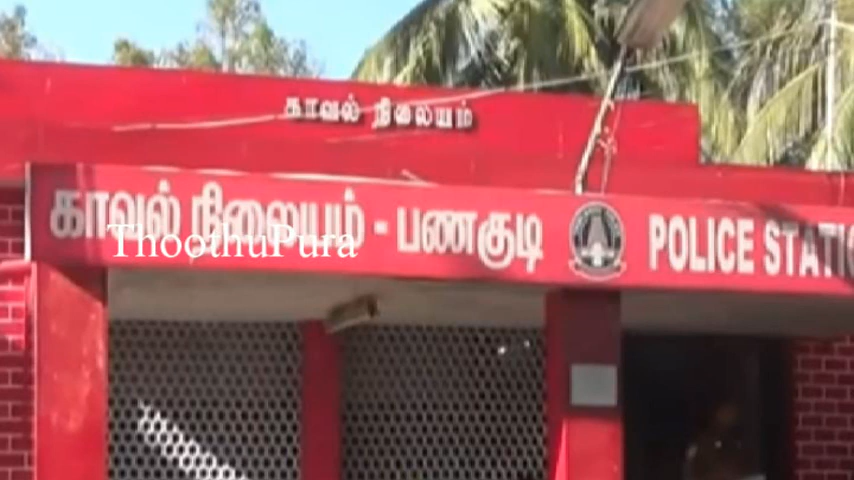 காவல் நிலையம்
காவல் நிலையம் - பணகுடி POLICE STATIO
ThoothuPura